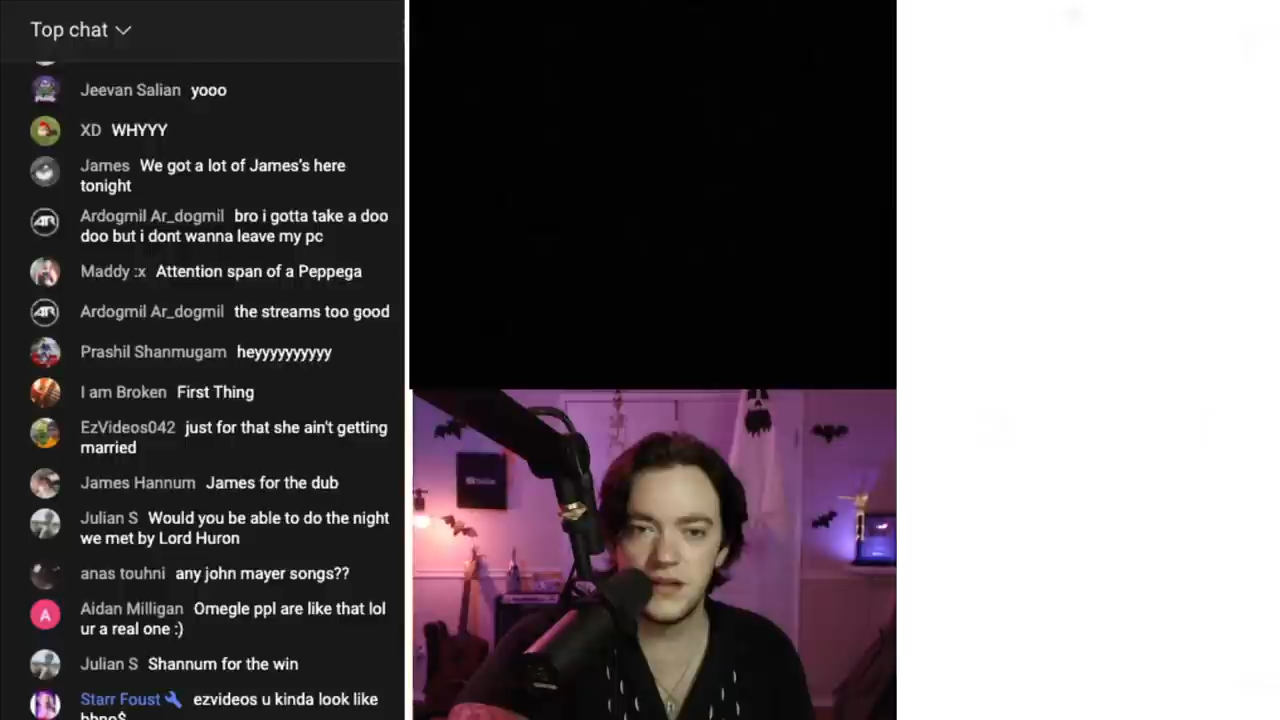 Top chat
Jeevan Salian yooo
XD WHYYY
James We got a lot of James's here
tonight
Ardogmil Ar_dogmil bro i gotta take a doo
doo but i dont wanna leave my pc
Maddy :x Attention span of a Peppega
Ardogmil Ar_dogmil the streams too good
Prashil Shanmugam heyyyyyyyyyy
I am Broken First Thing
EzVideos042 just for that she ain't getting
married
James Hannum James for the dub
Julian S Would you be able to do the night
we met by Lord Huron
anas touhni any john mayer songs??
A Aidan Milligan Omegle ppl are like that lol
ur a real one :)
Julian S Shannum for the win
Starr Foust ezvideos u kinda look like